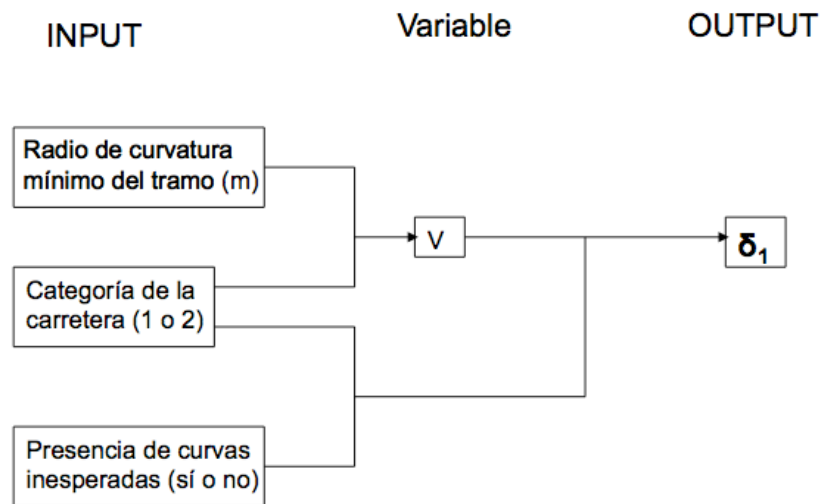 INPUT
Variable
OUTPUT
Radio de curvatura
mínimo del tramo (m)
V
δ1
Categoría de la
carretera (1 o 2)
Presencia de curvas
inesperadas (sí o no)